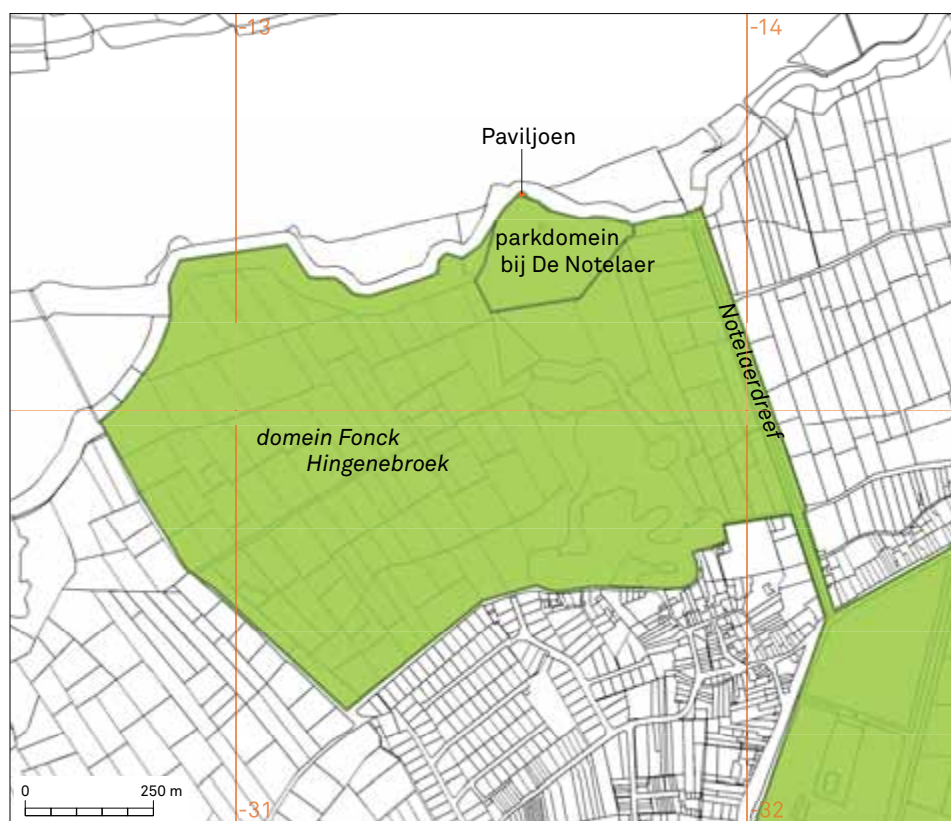 -13
-14
Paviljoen
parkdomein
bij De Notelaer
Notelaerdreef
domein Fonck
Hingenebroek
0
250 m
-31
-32